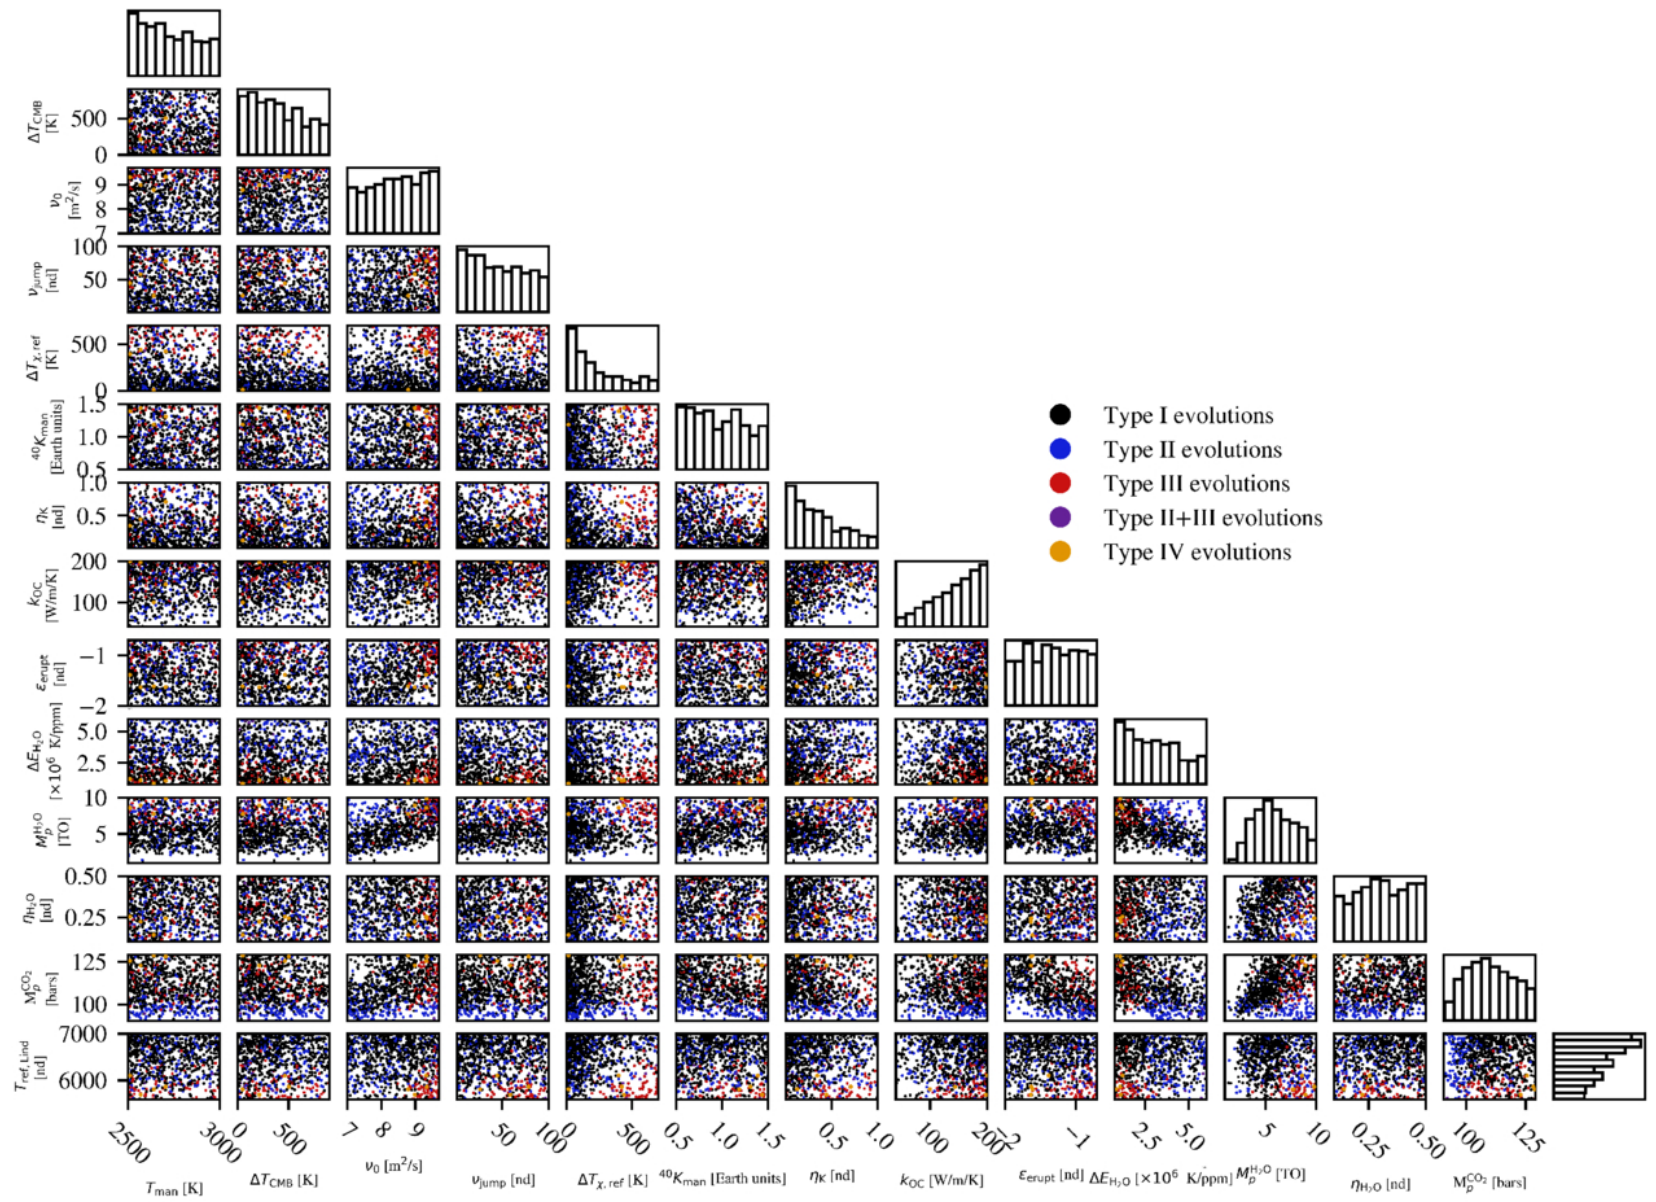 ΔT_CMB [K]
500
0
ν_0 [m²/s]
9
8
7
ν_jump [nd]
100
50
ΔT_χ,ref [K]
500
0
⁴⁰K_man [Earth units]
1.5
1.0
0.5
η_K [nd]
1.0
0.5
k_OC [W/m/K]
200
100
ε_erupt [nd]
−1
−2
ΔE_H₂O [×10⁶ K/ppm]
5.0
2.5
M_p^H₂O [TO]
10
5
η_H₂O [nd]
0.50
0.25
M_p^CO₂ [bars]
125
100
T_ref,Lind [nd]
7000
6000
Type I evolutions
Type II evolutions
Type III evolutions
Type II+III evolutions
Type IV evolutions
2500 3000
0 500
7 8 9
50 100
0 500
0.5 1.0 1.5
0.5 1.0
100 200
−2 −1
2.5 5.0
5 10
0.25 0.50
100 125
T_man [K]
ΔT_CMB [K]
ν_0 [m²/s]
ν_jump [nd]
ΔT_χ,ref [K]
⁴⁰K_man [Earth units]
η_K [nd]
k_OC [W/m/K]
ε_erupt [nd]
ΔE_H₂O [×10⁶ K/ppm]
M_p^H₂O [TO]
η_H₂O [nd]
M_p^CO₂ [bars]